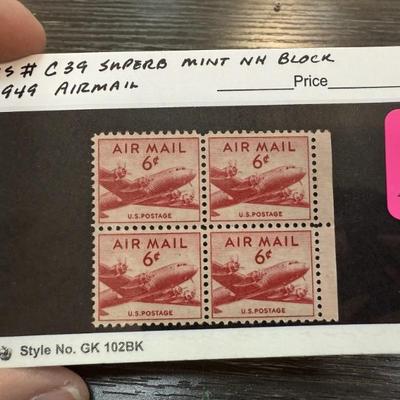 S# C39 SUPERB MINT NH BLOCK
1949 AIRMAIL
Price
AIR MAIL AIR MAIL
6¢ 6¢
U.S. POSTAGE U.S. POSTAGE
AIR MAIL AIR MAIL
6¢ 6¢
U.S. POSTAGE U.S. POSTAGE
Style No. GK 102BK